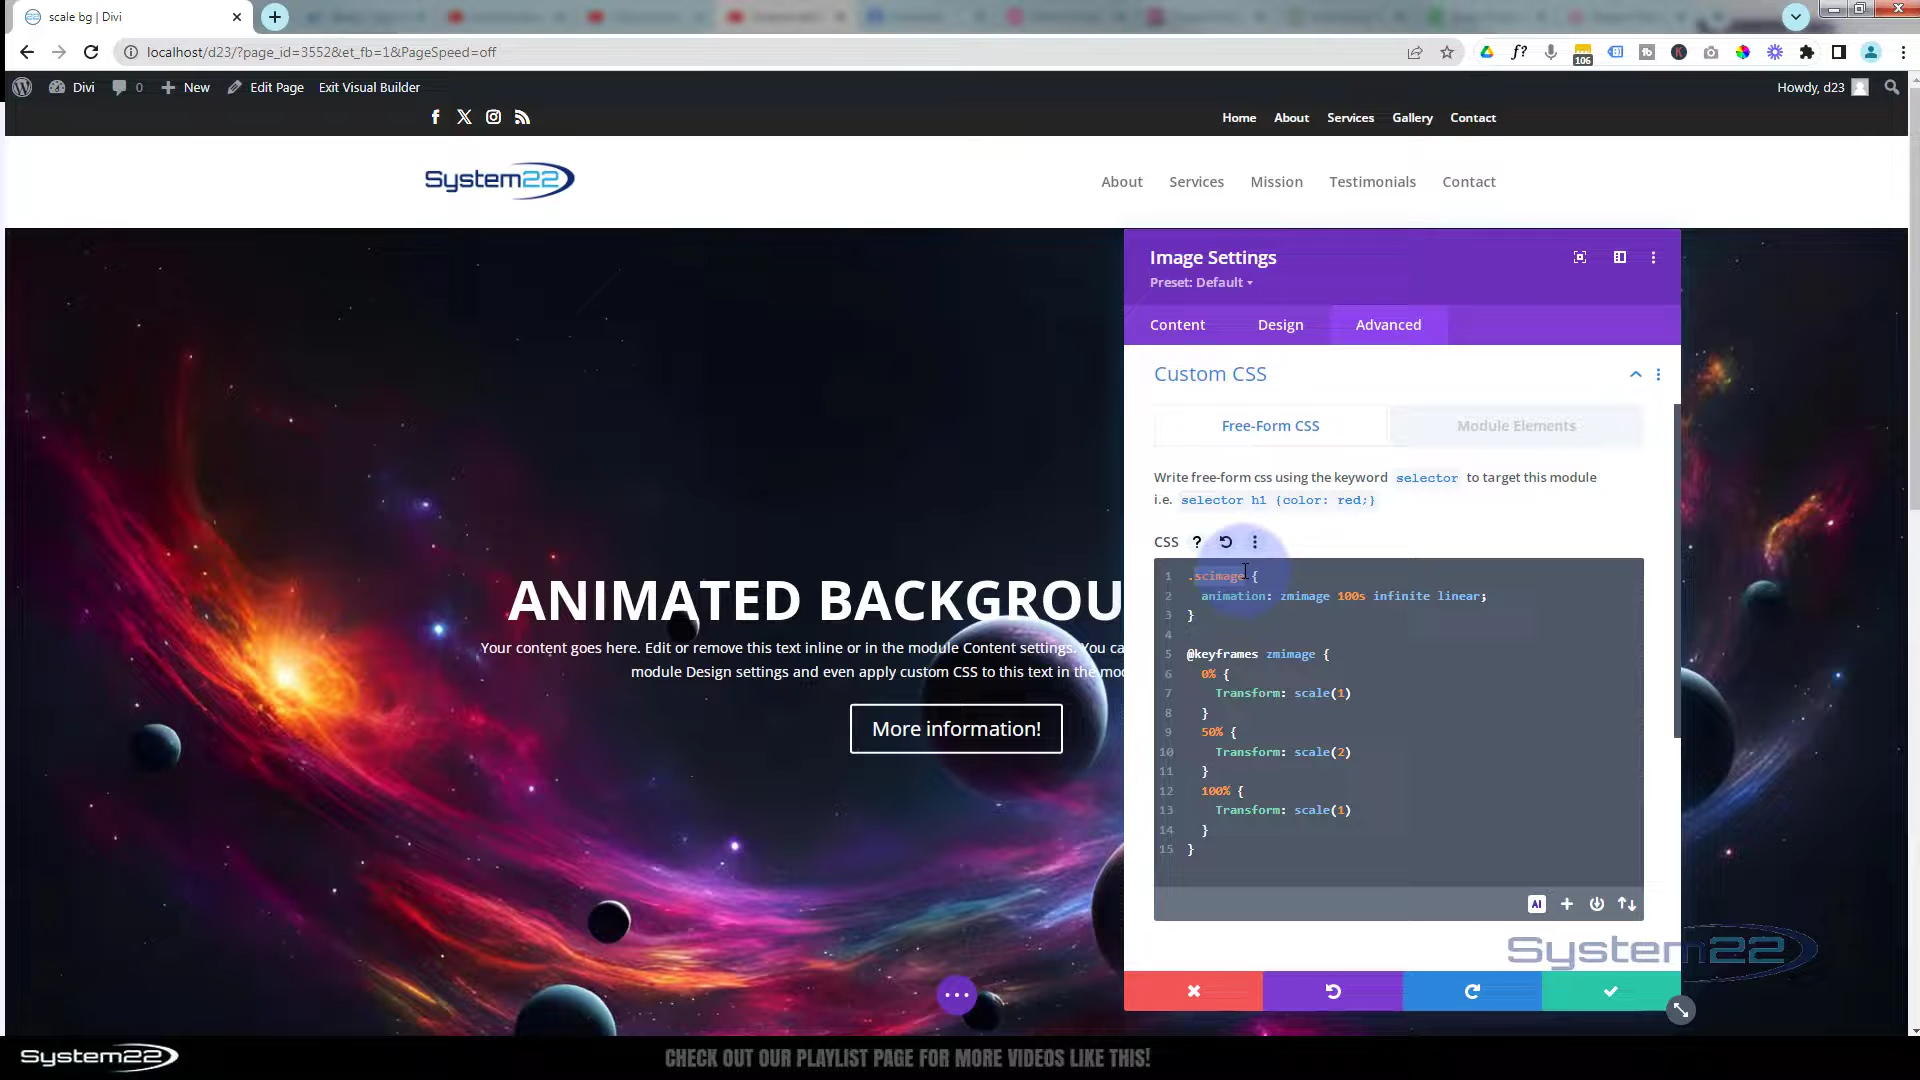 scale bg | Divi
localhost/d23/?page_id=3552&et_fb=1&PageSpeed=off
f?
106
tb
K
Divi
0
New
Edit Page
Exit Visual Builder
Howdy, d23
Home
About
Services
Gallery
Contact
System22
About
Services
Mission
Testimonials
Contact
Image Settings
Preset: Default
Content
Design
Advanced
Custom CSS
Free-Form CSS
Module Elements
Write free-form css using the keyword selector to target this module
i.e. selector h1 {color: red;}
CSS ?
1 .scimage {
2 animation: zmimage 100s infinite linear;
3 }
4
5 @keyframes zmimage {
6 0% {
7 Transform: scale(1)
8 }
9 50% {
10 Transform: scale(2)
11 }
12 100% {
13 Transform: scale(1)
14 }
15 }
AI
ANIMATED BACKGROU
Your content goes here. Edit or remove this text inline or in the module Content settings. You ca
module Design settings and even apply custom CSS to this text in the mo
More information!
System22
System22
CHECK OUT OUR PLAYLIST PAGE FOR MORE VIDEOS LIKE THIS!